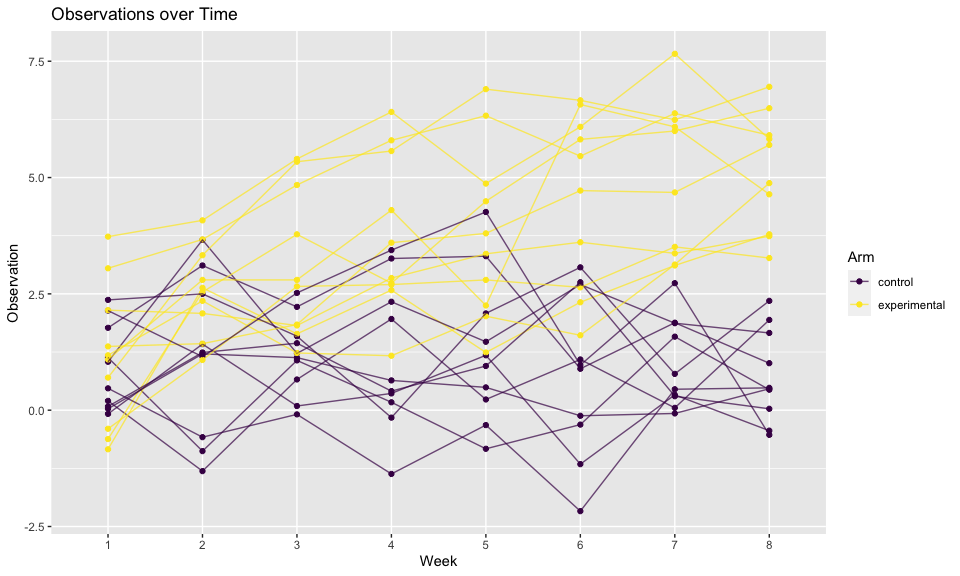 Observations over Time
Observation
7.5
5.0
2.5
0.0
-2.5
1 2 3 4 5 6 7 8
Week
Arm
control
experimental